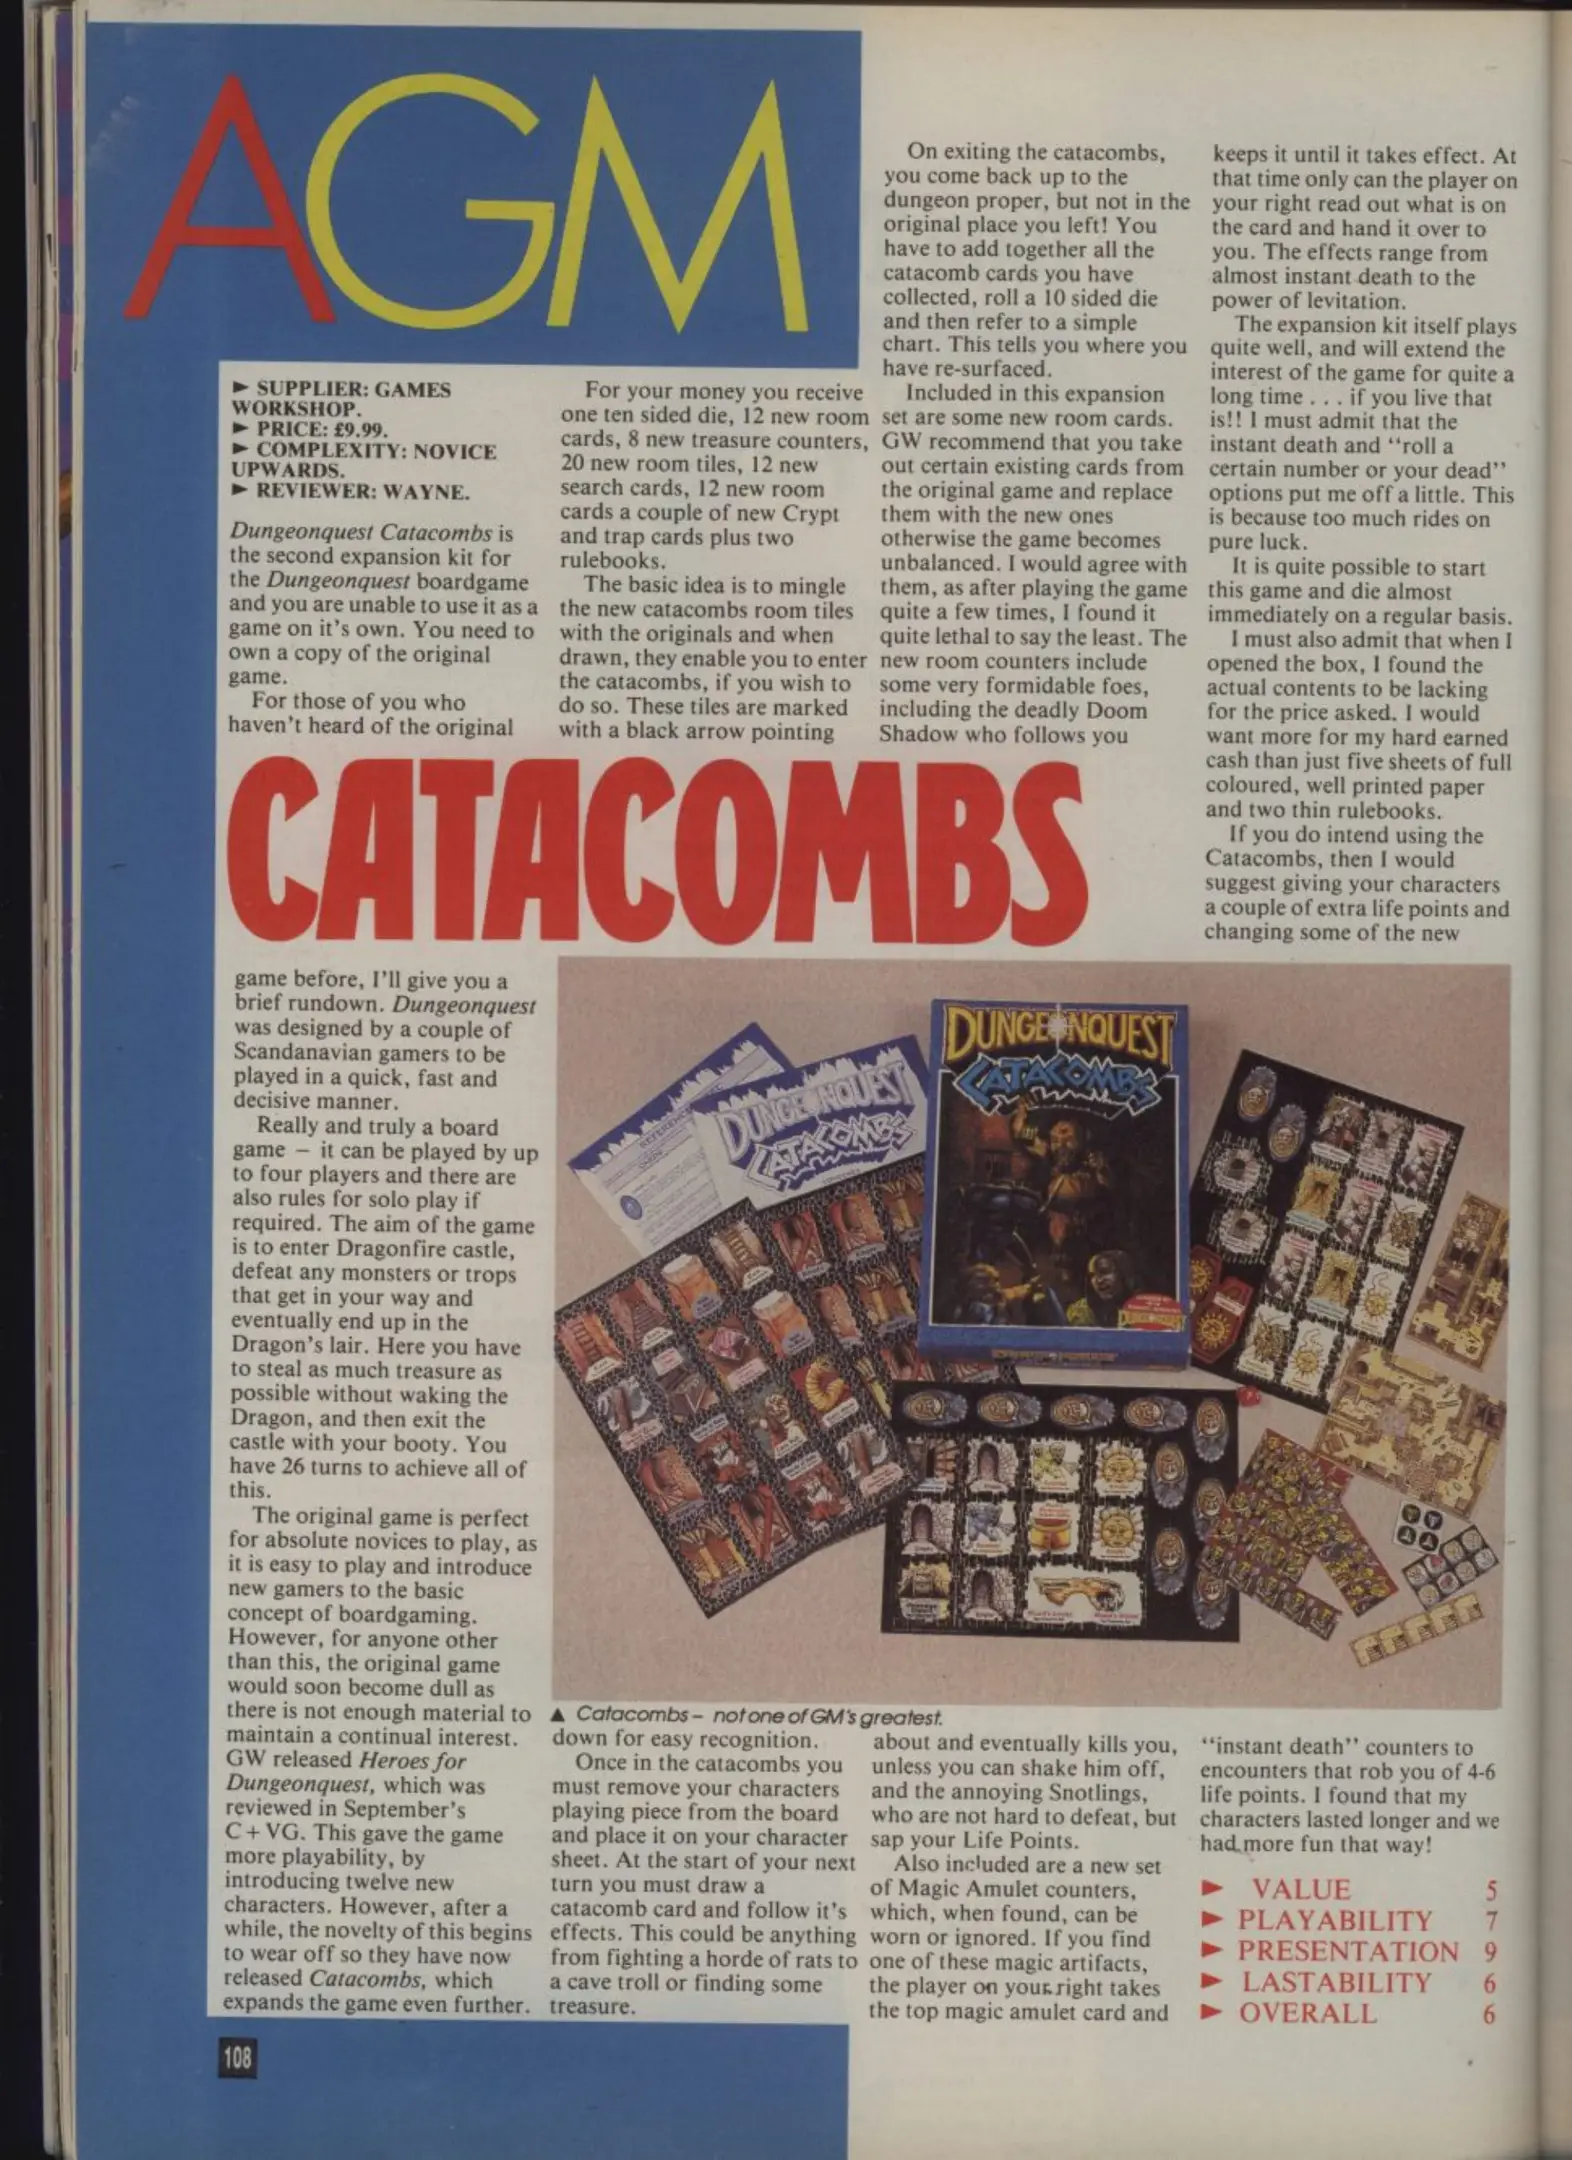 AGM
► SUPPLIER: GAMES
WORKSHOP.
► PRICE: £9.99.
► COMPLEXITY: NOVICE
UPWARDS.
► REVIEWER: WAYNE.
Dungeonquest Catacombs is
the second expansion kit for
the Dungeonquest boardgame
and you are unable to use it as a
game on it's own. You need to
own a copy of the original
game.
For those of you who
haven't heard of the original
CATACOMBS
game before, I'll give you a
brief rundown. Dungeonquest
was designed by a couple of
Scandanavian gamers to be
played in a quick, fast and
decisive manner.
Really and truly a board
game — it can be played by up
to four players and there are
also rules for solo play if
required. The aim of the game
is to enter Dragonfire castle,
defeat any monsters or trops
that get in your way and
eventually end up in the
Dragon's lair. Here you have
to steal as much treasure as
possible without waking the
Dragon, and then exit the
castle with your booty. You
have 26 turns to achieve all of
this.
The original game is perfect
for absolute novices to play, as
it is easy to play and introduce
new gamers to the basic
concept of boardgaming.
However, for anyone other
than this, the original game
would soon become dull as
there is not enough material to
maintain a continual interest.
GW released Heroes for
Dungeonquest, which was
reviewed in September's
C+VG. This gave the game
more playability, by
introducing twelve new
characters. However, after a
while, the novelty of this begins
to wear off so they have now
released Catacombs, which
expands the game even further.
For your money you receive
one ten sided die, 12 new room
cards, 8 new treasure counters,
20 new room tiles, 12 new
search cards, 12 new room
cards a couple of new Crypt
and trap cards plus two
rulebooks.
The basic idea is to mingle
the new catacombs room tiles
with the originals and when
drawn, they enable you to enter
the catacombs, if you wish to
do so. These tiles are marked
with a black arrow pointing
down for easy recognition.
Once in the catacombs you
must remove your characters
playing piece from the board
and place it on your character
sheet. At the start of your next
turn you must draw a
catacomb card and follow it's
effects. This could be anything
from fighting a horde of rats to
a cave troll or finding some
treasure.
On exiting the catacombs,
you come back up to the
dungeon proper, but not in the
original place you left! You
have to add together all the
catacomb cards you have
collected, roll a 10 sided die
and then refer to a simple
chart. This tells you where you
have re-surfaced.
Included in this expansion
set are some new room cards.
GW recommend that you take
out certain existing cards from
the original game and replace
them with the new ones
otherwise the game becomes
unbalanced. I would agree with
them, as after playing the game
quite a few times, I found it
quite lethal to say the least. The
new room counters include
some very formidable foes,
including the deadly Doom
Shadow who follows you
about and eventually kills you,
unless you can shake him off,
and the annoying Snotlings,
who are not hard to defeat, but
sap your Life Points.
Also included are a new set
of Magic Amulet counters,
which, when found, can be
worn or ignored. If you find
one of these magic artifacts,
the player on your right takes
the top magic amulet card and
keeps it until it takes effect. At
that time only can the player on
your right read out what is on
the card and hand it over to
you. The effects range from
almost instant death to the
power of levitation.
The expansion kit itself plays
quite well, and will extend the
interest of the game for quite a
long time . . . if you live that
is!! I must admit that the
instant death and "roll a
certain number or your dead"
options put me off a little. This
is because too much rides on
pure luck.
It is quite possible to start
this game and die almost
immediately on a regular basis.
I must also admit that when I
opened the box, I found the
actual contents to be lacking
for the price asked. I would
want more for my hard earned
cash than just five sheets of full
coloured, well printed paper
and two thin rulebooks.
If you do intend using the
Catacombs, then I would
suggest giving your characters
a couple of extra life points and
changing some of the new
"instant death" counters to
encounters that rob you of 4-6
life points. I found that my
characters lasted longer and we
had more fun that way!
► VALUE 5
► PLAYABILITY 7
► PRESENTATION 9
► LASTABILITY 6
► OVERALL 6
DUNGEONQUEST
CATACOMBS
DUNGEONQUEST
CATACOMBS
▲ Catacombs – not one of GM's greatest.
108